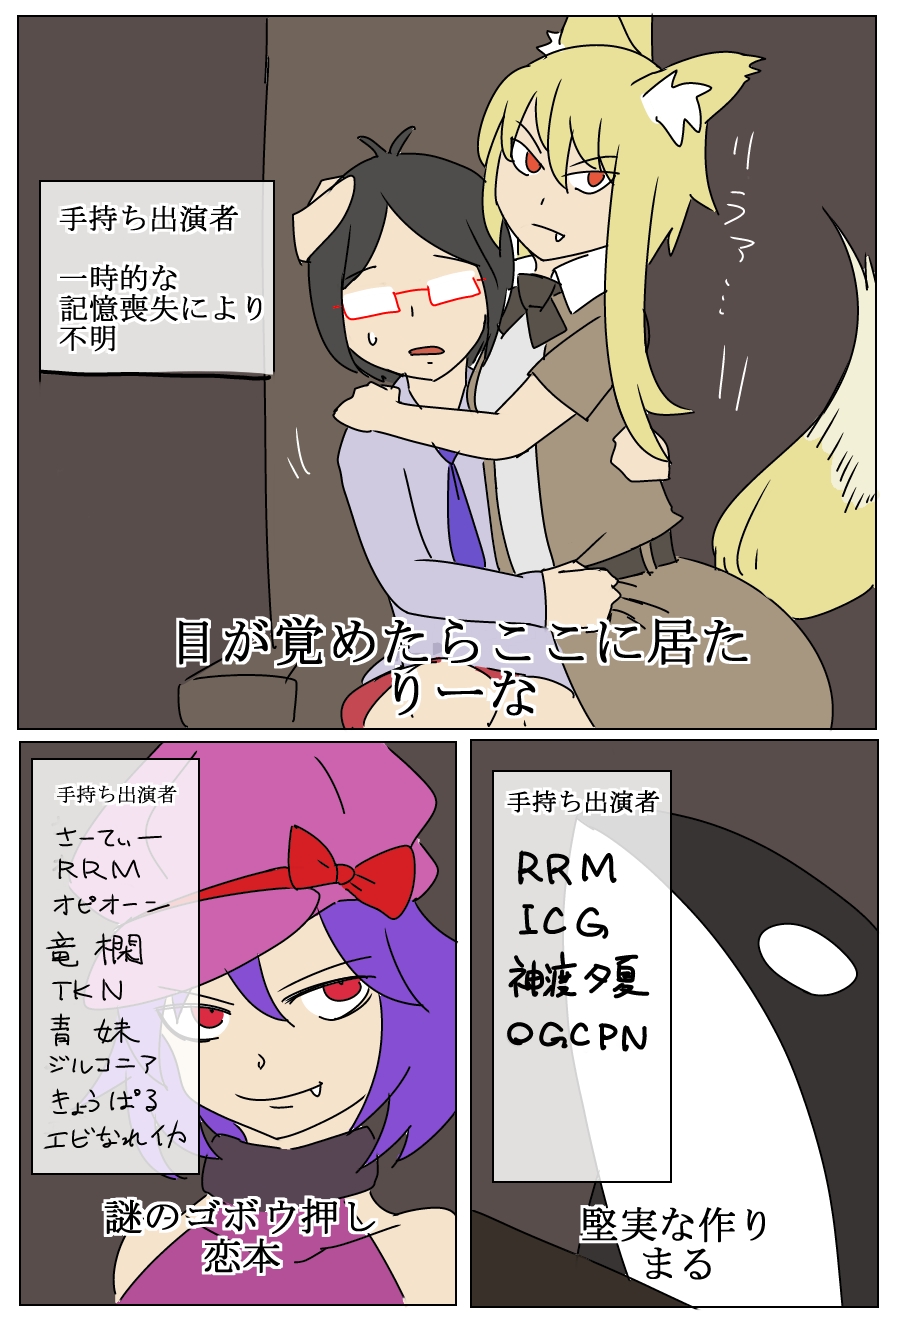 手持ち出演者
一時的な
記憶喪失により
不明
うろ……
目が覚めたらここに居た
りーな
手持ち出演者
RRM
ICG
神渡夕夏
OGCPN
堅実な作り
まる
手持ち出演者
さーてぃー
RRM
オピオーン
竜 欄
TKN
青 妹
ジルコニア
きょうぱる
エビなれイカ
謎のゴボウ押し
恋本